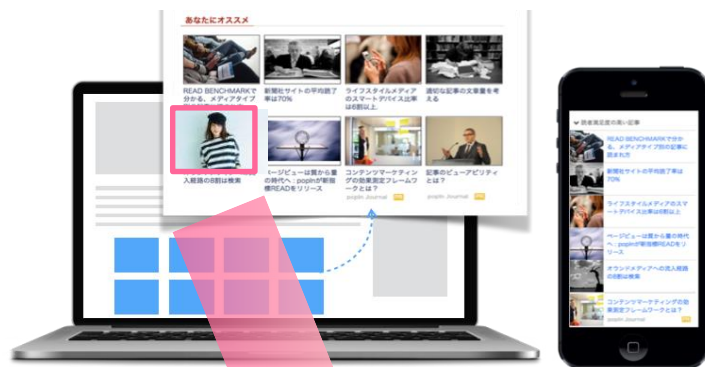 あなたにオススメ
READ BENCHMARKで
分かる、メディアタイプ
新聞社サイトの平均読了
率は70%
ライフスタイルメディア
のスマートデバイス比率
は6割以上
適切な記事の文章量を考
える
入経路の8割は検索
ページビューは質から量
の時代へ：popInが新指
標READをリリース
コンテンツマーケティン
グの効果測定フレームワ
ークとは？
popIn Journal PR
記事のビューアビリティ
とは？
popIn Journal PR
読者満足度の高い記事
READ BENCHMARKで分か
る、メディアタイプ別の記事に
読まれ方
新聞社サイトの平均読了率は
70%
ライフスタイルメディアのスマ
ートデバイス比率は6割以上
ページビューは質から量の時代
へ：popInが新指標READをリ
リース
オウンドメディアへの流入経路
の8割は検索
コンテンツマーケティングの効
果測定フレームワークとは？
popIn Journal PR